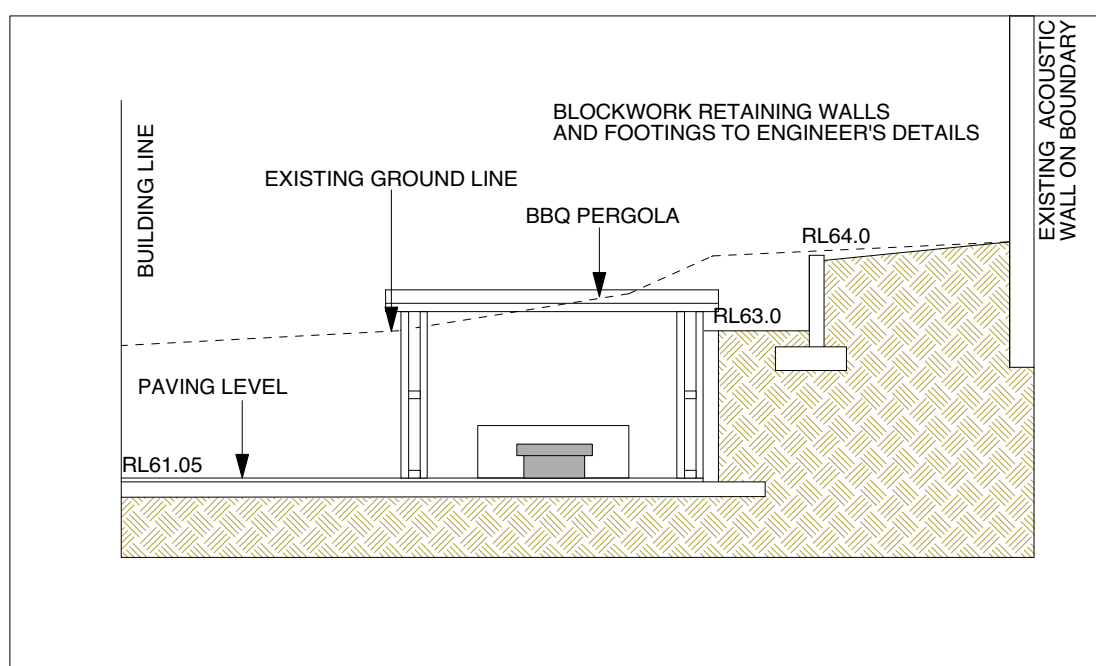 BLOCKWORK RETAINING WALLS
AND FOOTINGS TO ENGINEER'S DETAILS
EXISTING ACOUSTIC
WALL ON BOUNDARY
BUILDING LINE
EXISTING GROUND LINE
BBQ PERGOLA
RL64.0
RL63.0
PAVING LEVEL
RL61.05